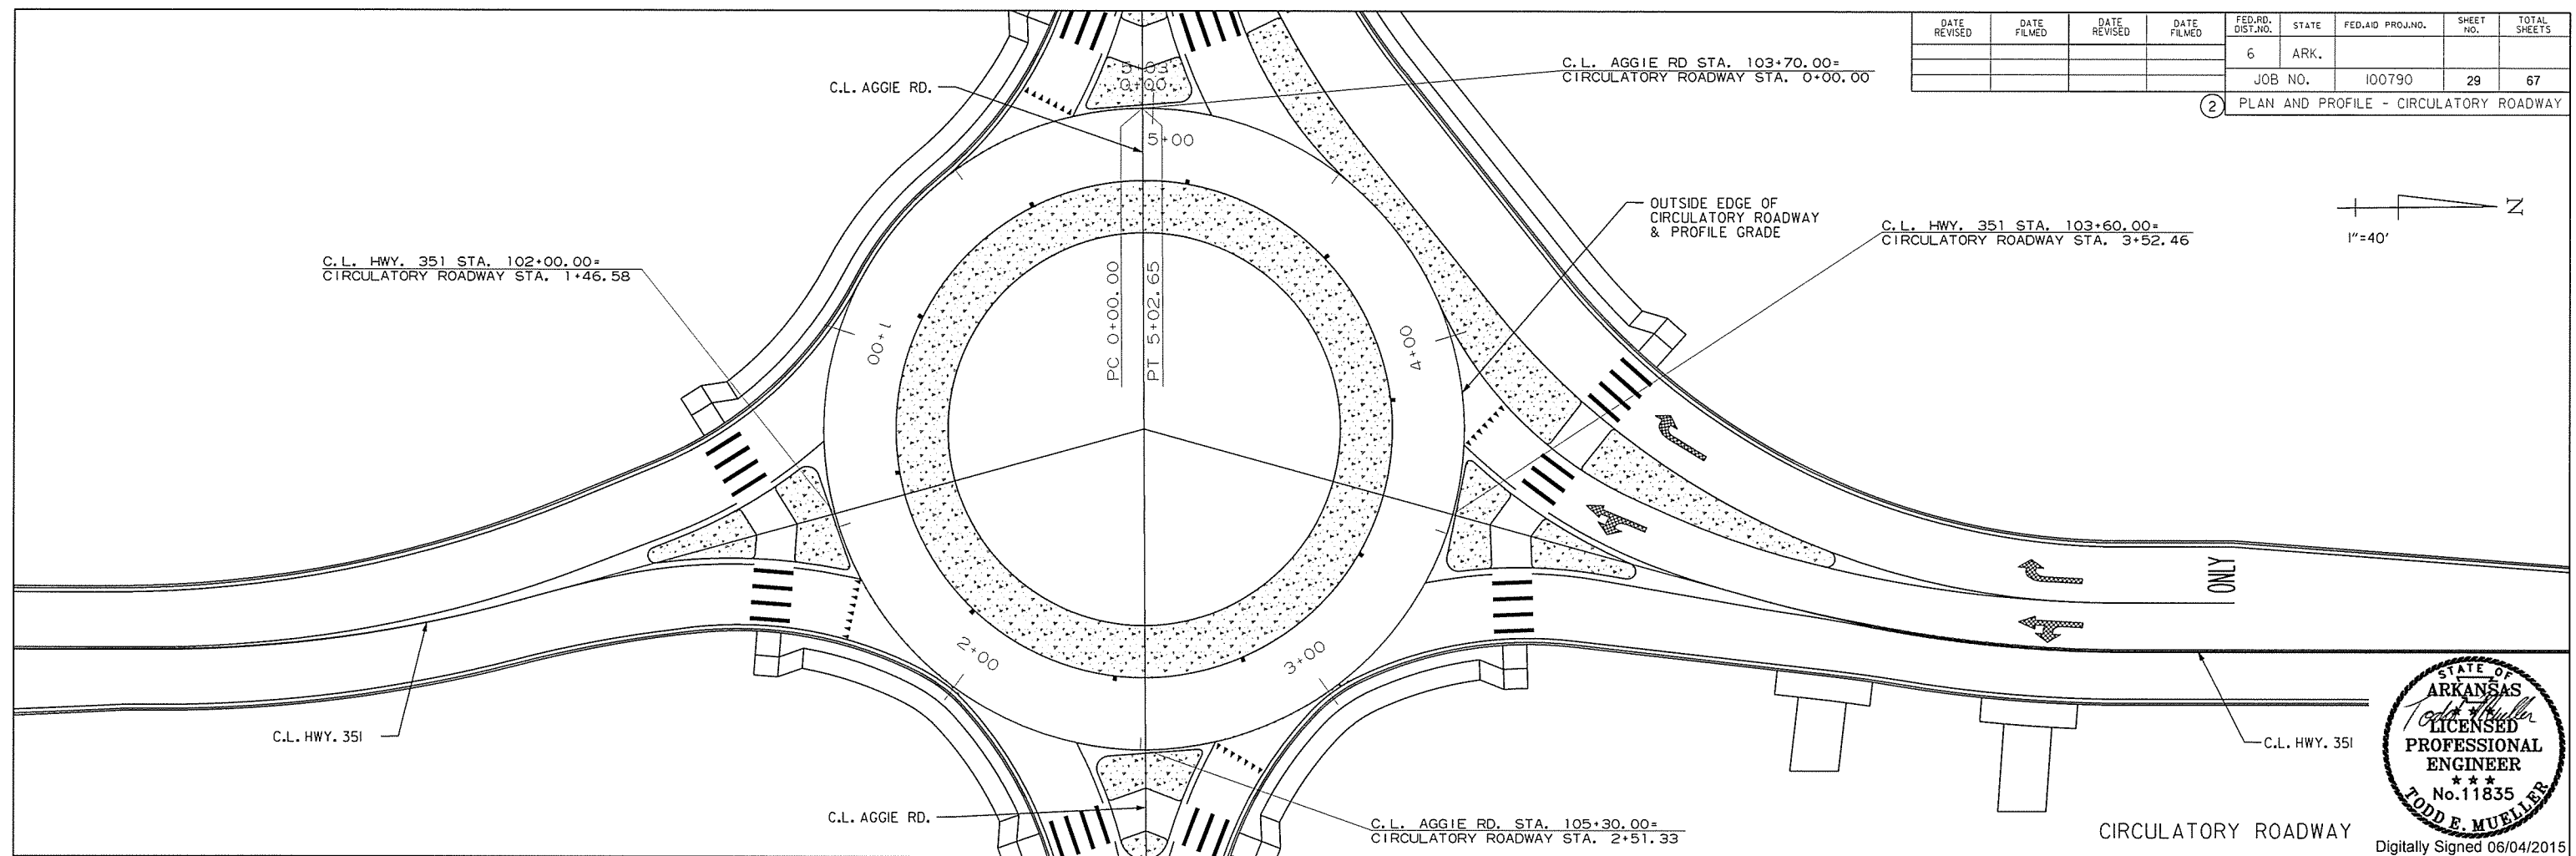 DATE REVISED
DATE FILMED
DATE REVISED
DATE FILMED
FED.RD. DIST.NO.
STATE
FED.AID PROJ.NO.
SHEET NO.
TOTAL SHEETS
6
ARK.
JOB NO.
100790
29
67
2
PLAN AND PROFILE - CIRCULATORY ROADWAY
C.L. AGGIE RD.
5+03
0+00
C.L. AGGIE RD STA. 103+70.00=
CIRCULATORY ROADWAY STA. 0+00.00
5+00
OUTSIDE EDGE OF
CIRCULATORY ROADWAY
& PROFILE GRADE
C.L. HWY. 351 STA. 103+60.00=
CIRCULATORY ROADWAY STA. 3+52.46
N
1"=40'
C.L. HWY. 351 STA. 102+00.00=
CIRCULATORY ROADWAY STA. 1+46.58
PC 0+00.00
PT 5+02.65
1+00
4+00
ONLY
2+00
3+00
C.L. HWY. 351
C.L. HWY. 351
C.L. AGGIE RD.
C.L. AGGIE RD. STA. 105+30.00=
CIRCULATORY ROADWAY STA. 2+51.33
CIRCULATORY ROADWAY
STATE OF
ARKANSAS
Todd Mueller
LICENSED
PROFESSIONAL
ENGINEER
No.11835
TODD E. MUELLER
Digitally Signed 06/04/2015